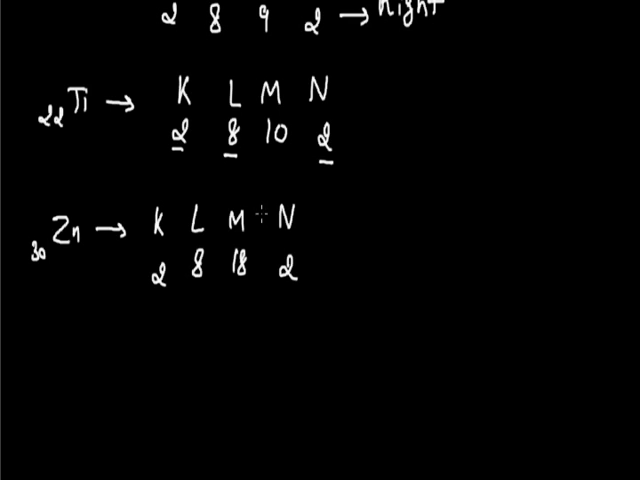 2 8 9 2 → Right
₂₂Ti → K L M N
2 8 10 2
₃₀Zn → K L M N
2 8 18 2